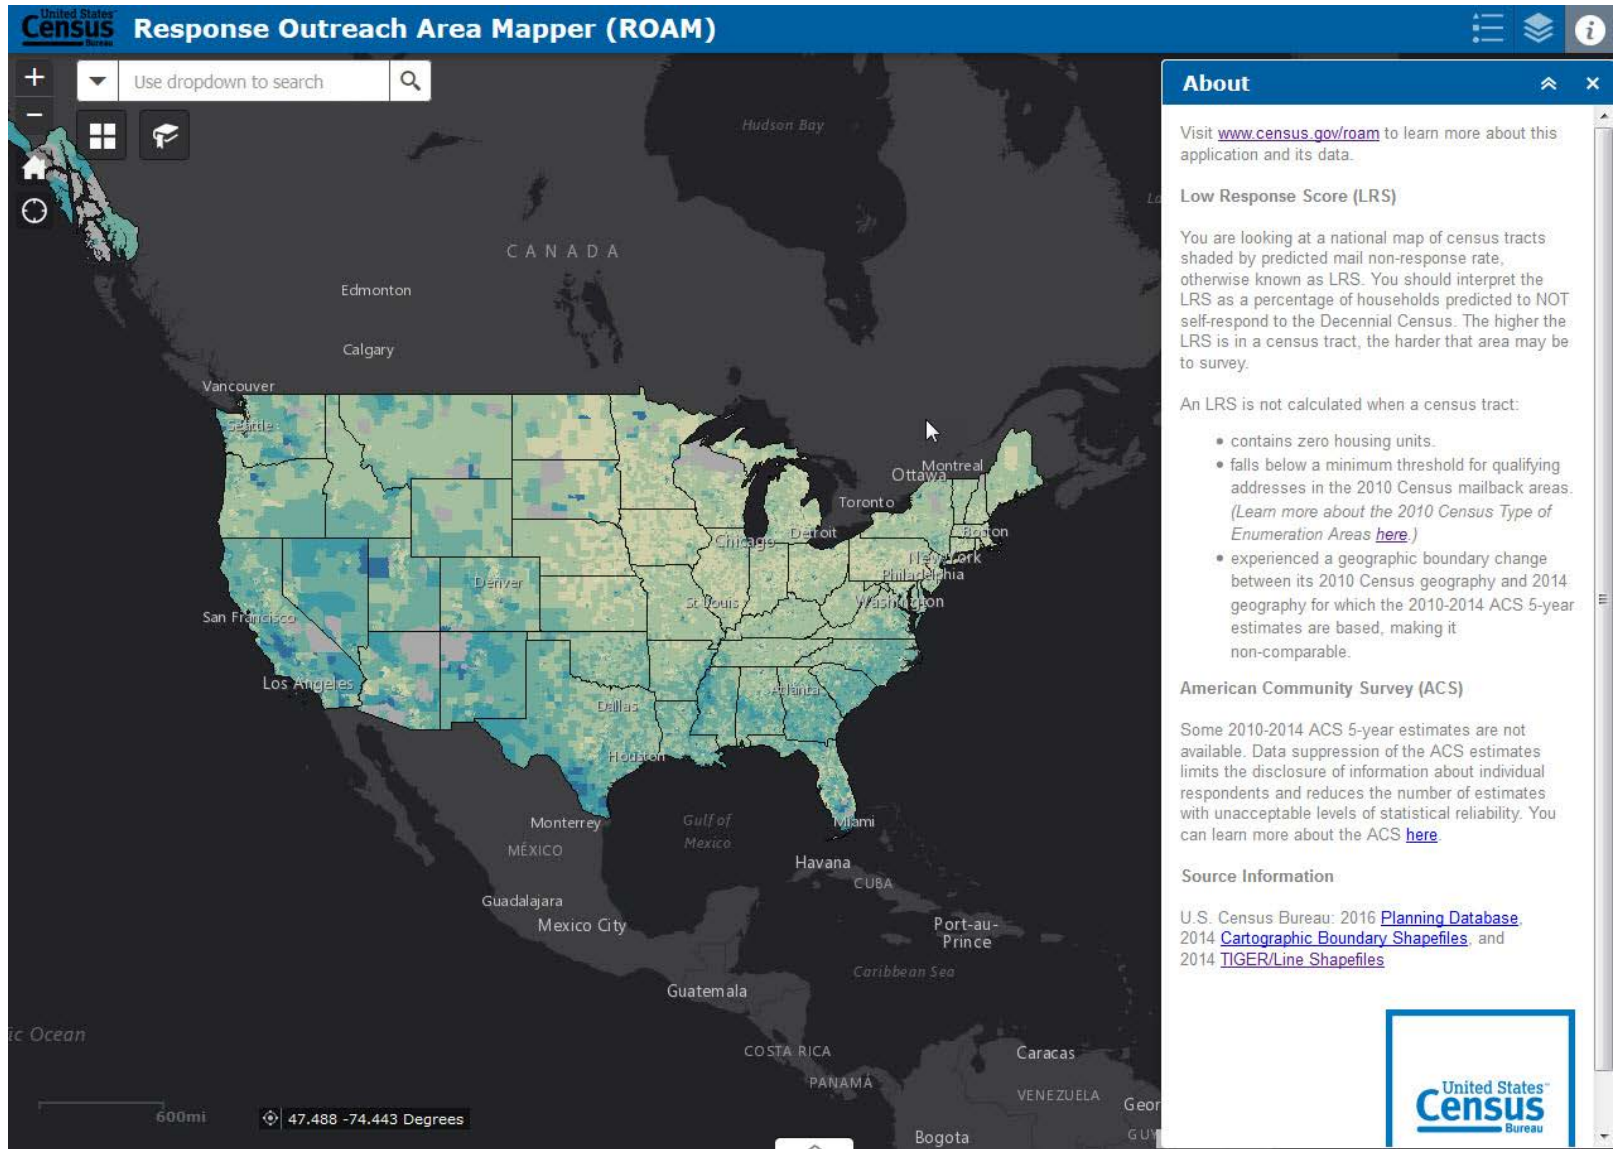 United States™
Census
Bureau
Response Outreach Area Mapper (ROAM)
Use dropdown to search
Hudson Bay
CANADA
Edmonton
Calgary
Vancouver
Seattle
Montreal
Ottawa
Toronto
Boston
Detroit
Chicago
New York
Philadelphia
Denver
St Louis
Washington
San Francisco
Los Angeles
Atlanta
Dallas
Houston
Monterrey
Gulf of
Mexico
Miami
MÉXICO
Havana
CUBA
Guadalajara
Mexico City
Port-au-
Prince
Caribbean Sea
Guatemala
ic Ocean
COSTA RICA
Caracas
PANAMÁ
VENEZUELA
Geor
600mi
47.488 -74.443 Degrees
Bogota
GUY
About
Visit www.census.gov/roam to learn more about this
application and its data.
Low Response Score (LRS)
You are looking at a national map of census tracts
shaded by predicted mail non-response rate,
otherwise known as LRS. You should interpret the
LRS as a percentage of households predicted to NOT
self-respond to the Decennial Census. The higher the
LRS is in a census tract, the harder that area may be
to survey.
An LRS is not calculated when a census tract:
• contains zero housing units.
• falls below a minimum threshold for qualifying
addresses in the 2010 Census mailback areas.
(Learn more about the 2010 Census Type of
Enumeration Areas here.)
• experienced a geographic boundary change
between its 2010 Census geography and 2014
geography for which the 2010-2014 ACS 5-year
estimates are based, making it
non-comparable.
American Community Survey (ACS)
Some 2010-2014 ACS 5-year estimates are not
available. Data suppression of the ACS estimates
limits the disclosure of information about individual
respondents and reduces the number of estimates
with unacceptable levels of statistical reliability. You
can learn more about the ACS here.
Source Information
U.S. Census Bureau: 2016 Planning Database,
2014 Cartographic Boundary Shapefiles, and
2014 TIGER/Line Shapefiles
United States™
Census
Bureau